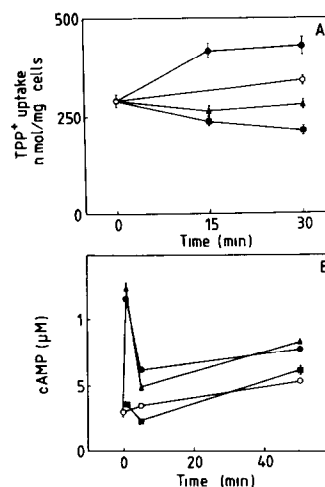 A
500
250
0
TPP⁺ uptake
n mol/mg cells
0 15 30
Time (min)
B
1
5
0
cAMP (μM)
0 20 40
Time (min)